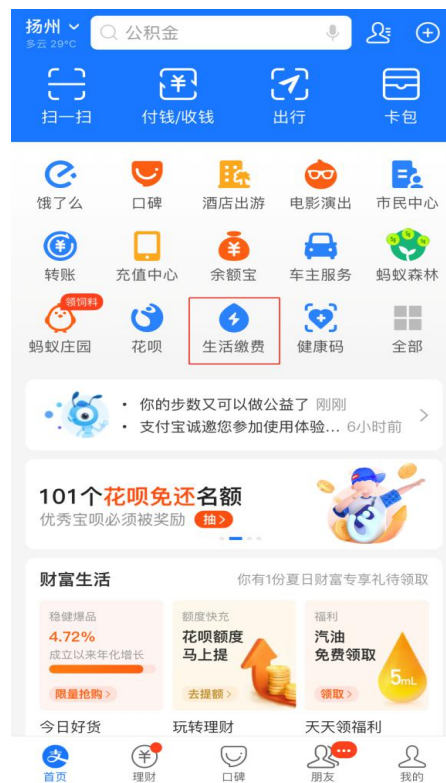 扬州
多云 29°C
公积金
扫一扫
付钱/收钱
出行
卡包
饿了么
口碑
酒店出游
电影演出
市民中心
转账
充值中心
余额宝
车主服务
蚂蚁森林
领饲料
蚂蚁庄园
花呗
生活缴费
健康码
全部
· 你的步数又可以做公益了 刚刚
· 支付宝诚邀您参加使用体验... 6小时前
101个花呗免还名额
优秀宝呗必须被奖励 抽>
财富生活
你有1份夏日财富专享礼待领取
稳健爆品
4.72%
成立以来年化增长
限量抢购>
额度快充
花呗额度
马上提
去提额>
福利
汽油
免费领取
5mL
领取>
今日好货
玩转理财
天天领福利
首页
理财
口碑
朋友
我的